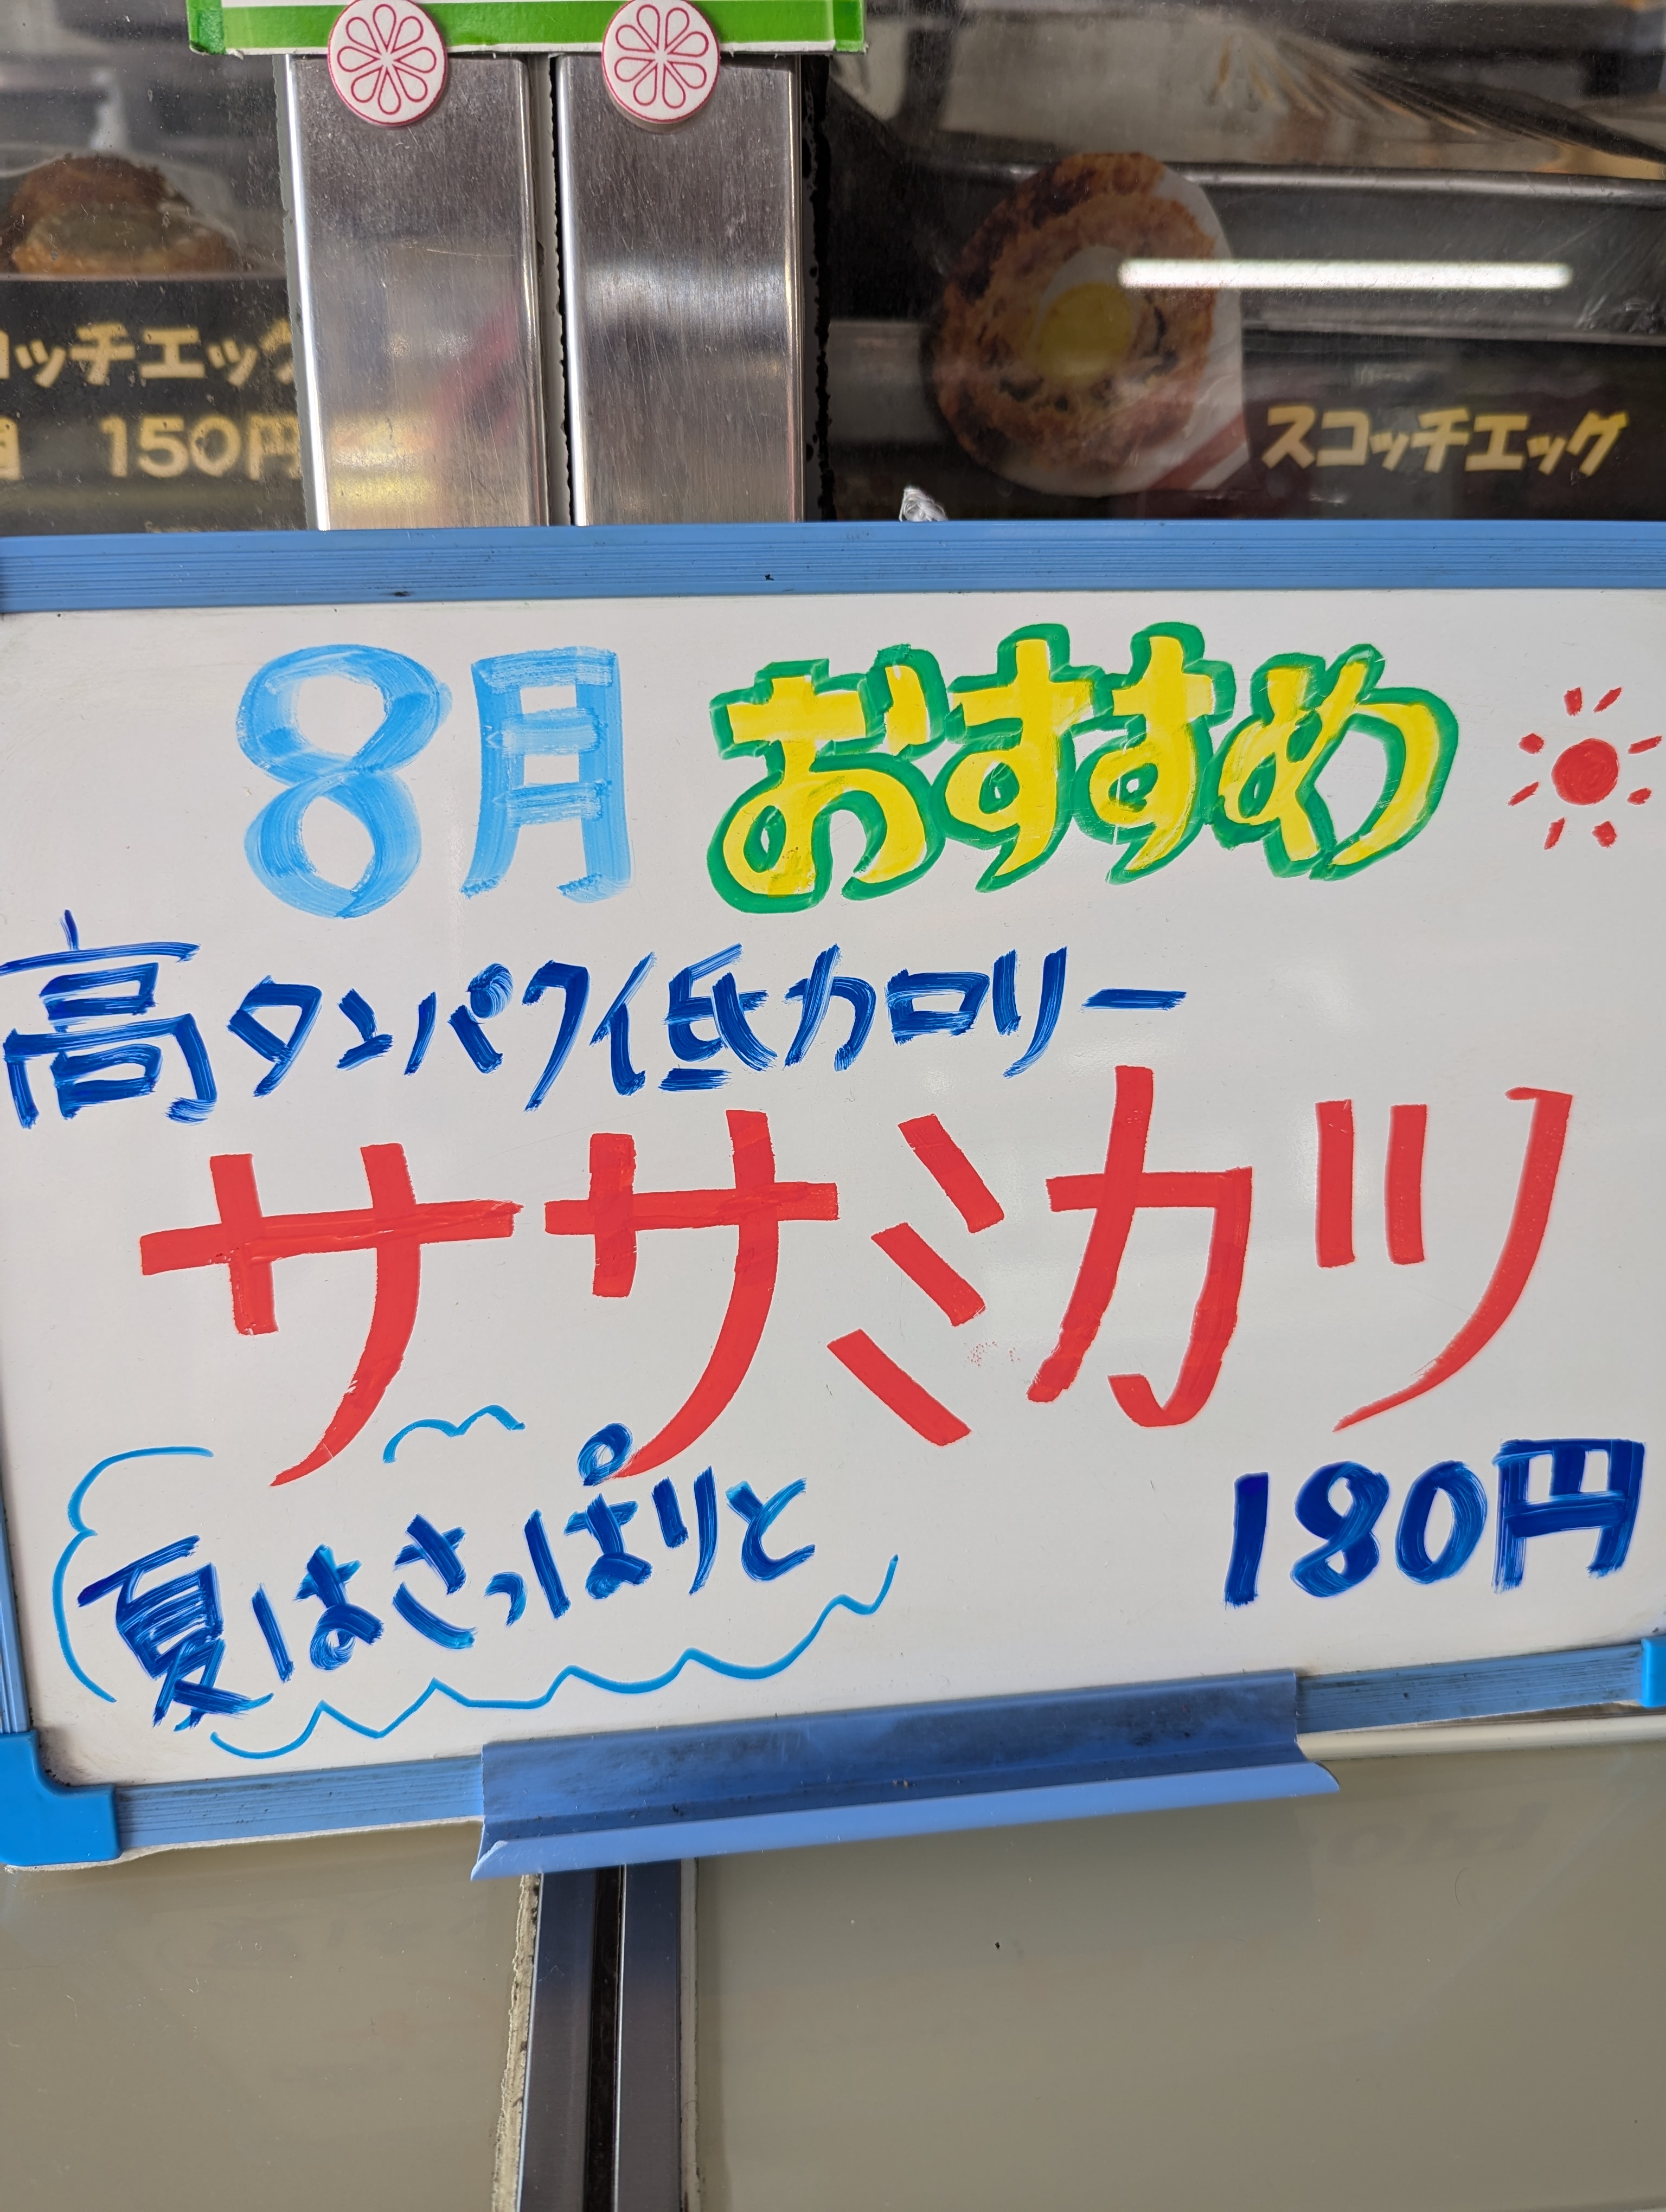 コッチエッグ
150円
スコッチエッグ
8月 おすすめ
高タンパク低カロリー
ササミカツ
夏はさっぱりと
180円